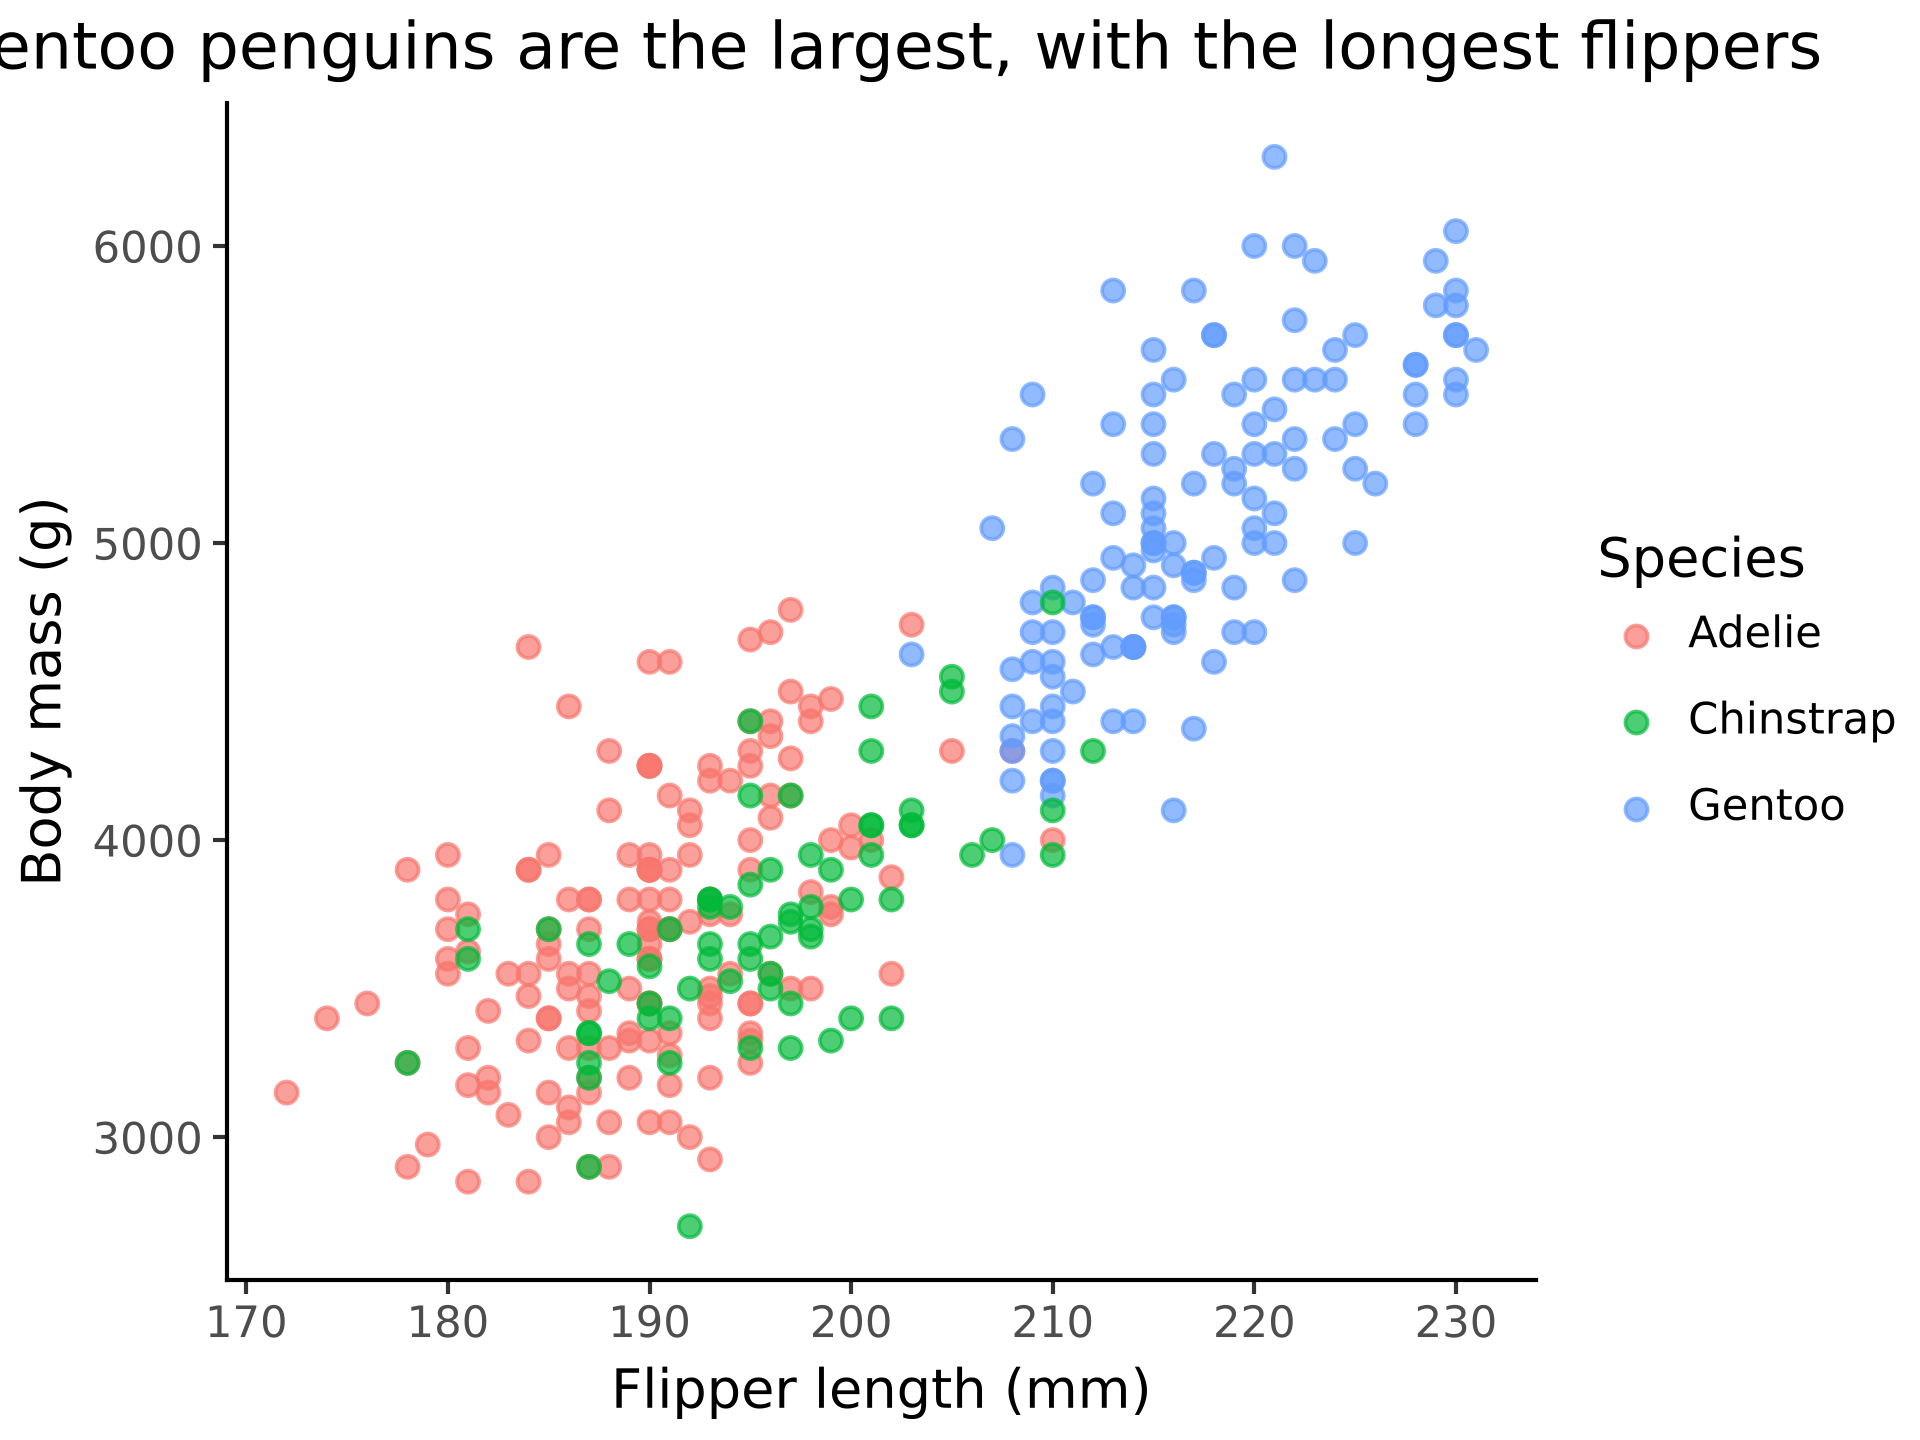 entoo penguins are the largest, with the longest flippers
6000
5000
4000
3000
Body mass (g)
170 180 190 200 210 220 230
Flipper length (mm)
Species
Adelie
Chinstrap
Gentoo